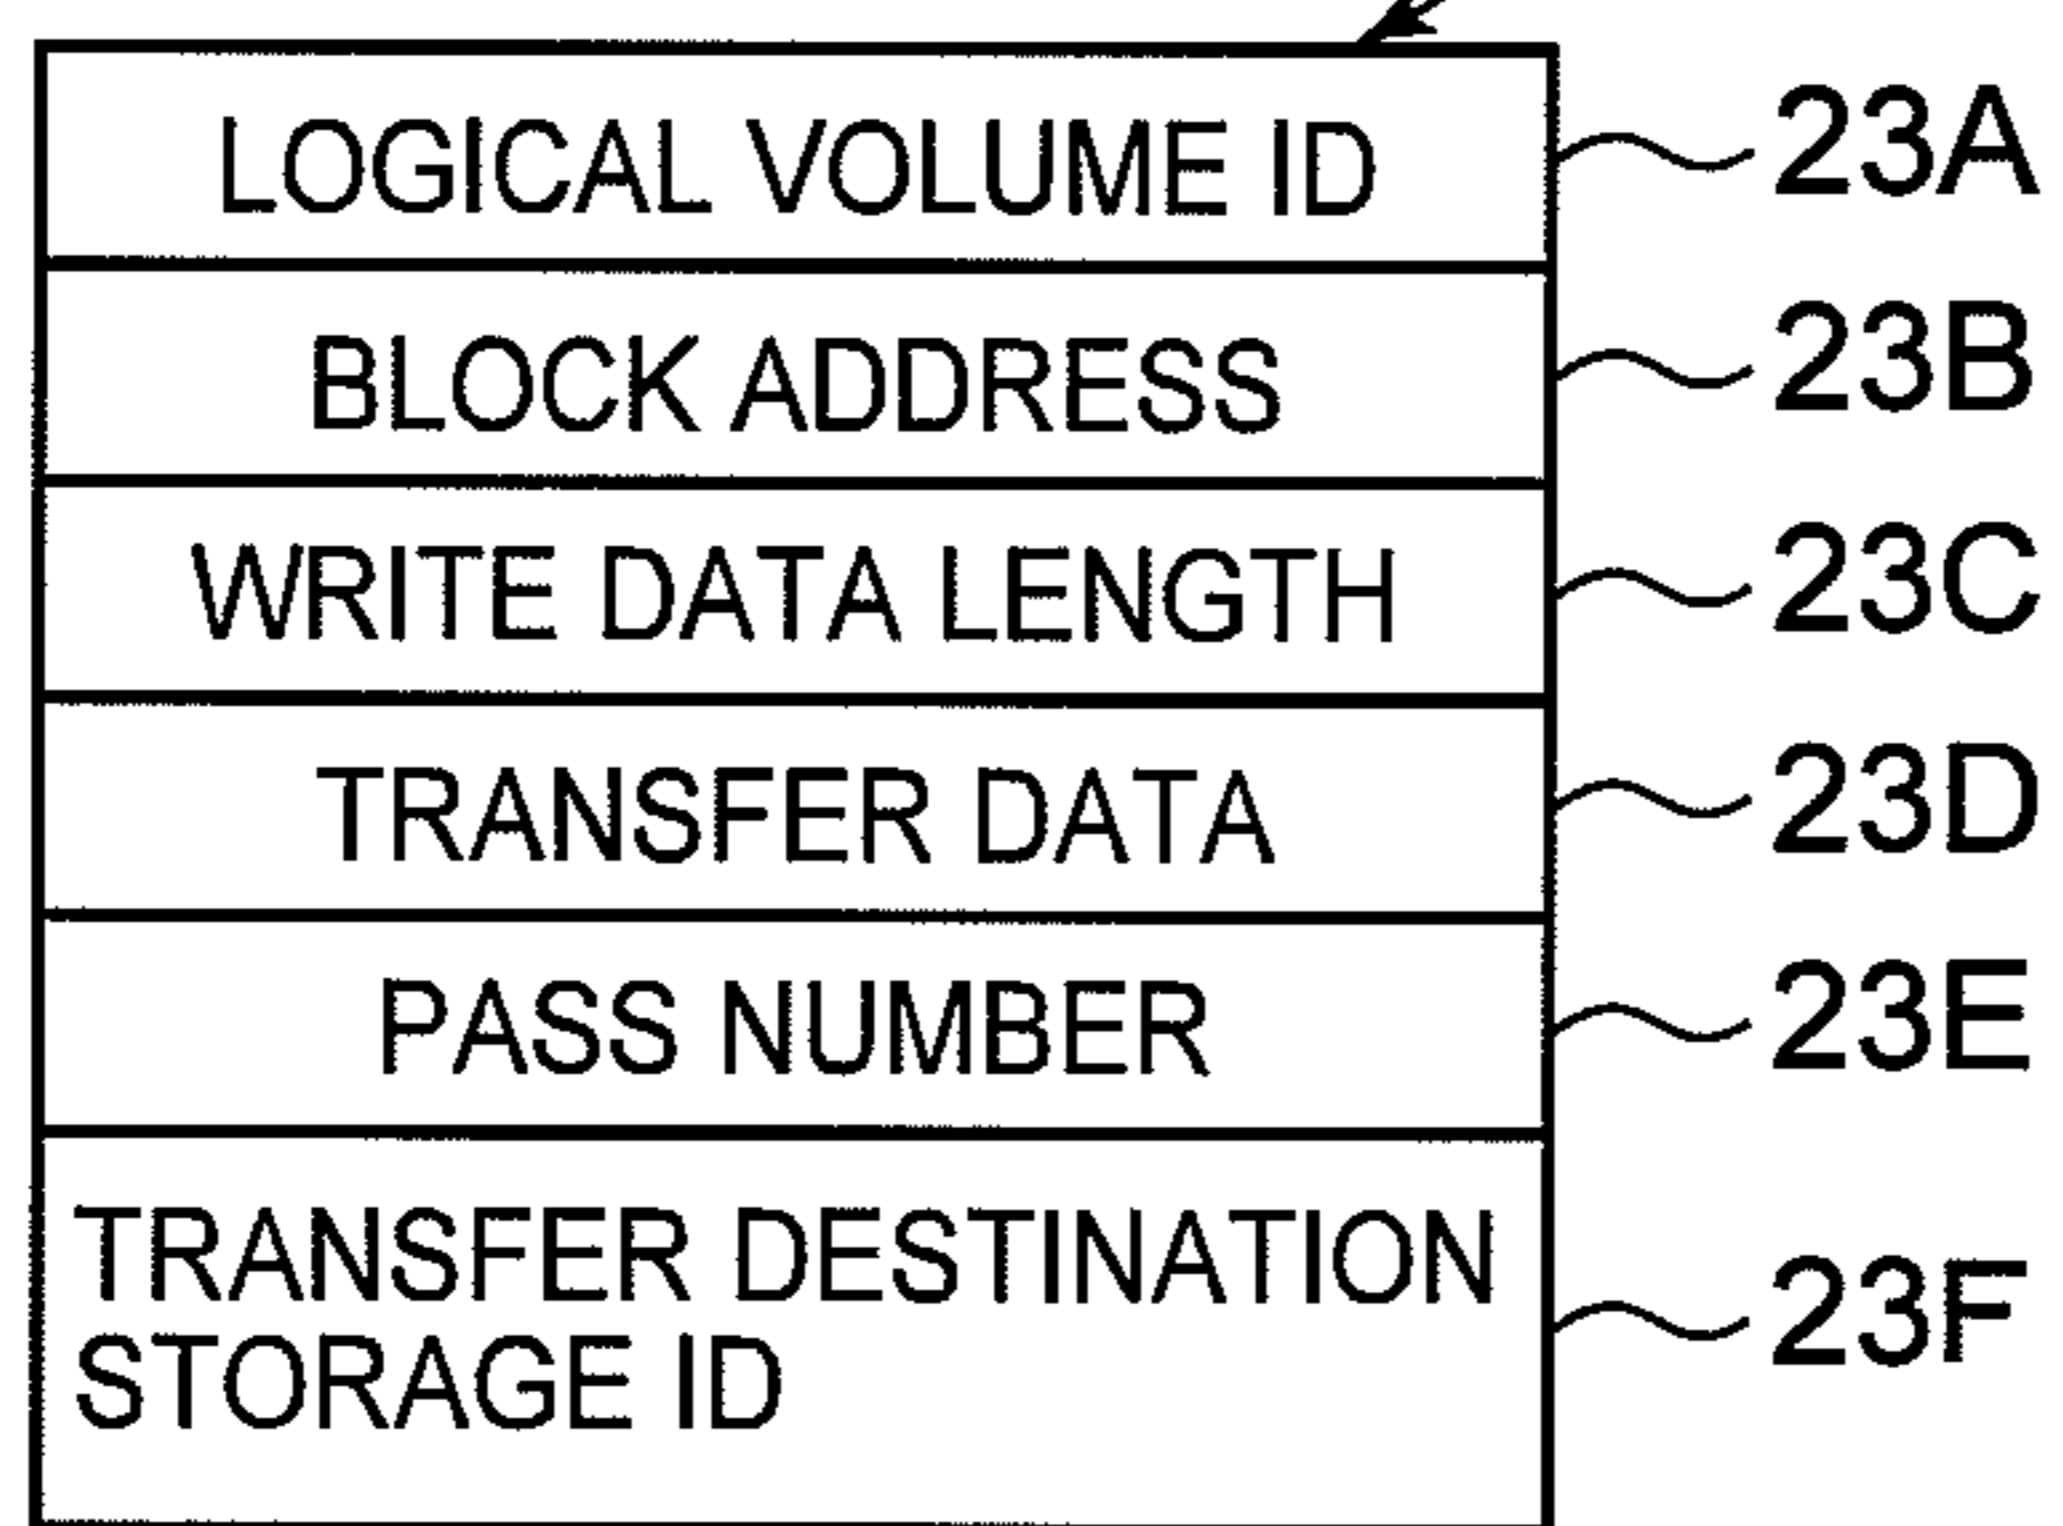 LOGICAL VOLUME ID 23A
BLOCK ADDRESS 23B
WRITE DATA LENGTH 23C
TRANSFER DATA 23D
PASS NUMBER 23E
TRANSFER DESTINATION
STORAGE ID 23F